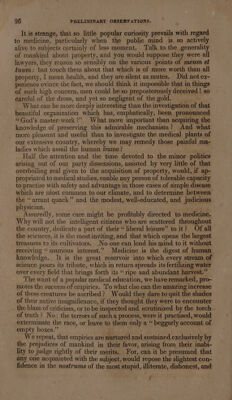 96 PRELIMINARY OBSERVATIONS.
It is strange, that so little popular curiosity prevails with regard
to medicine, particularly when the public mind is so actively
alive to subjects certainly of less moment. Talk to the generality
of mankind about property, and you would suppose they were all
lawyers, they reason so sensibly on the various points of meum et
tuum: but touch them about that which is of more worth than all
property, I mean health, and they are silent as mutes. Did not ex-
perience evince the fact, we should think it impossible that in things
of such high concern, men could be so preposterously deceived! so
careful of the dross, and yet so negligent of the gold.
What can be more deeply interesting than the investigation of that
beautiful organization which has, emphatically, been pronounced
“God's master-work!” What more important than acquiring the
knowledge of preserving this admirable mechanism! And what
more pleasant and useful than to investigate the medical plants of
our extensive country, whereby we may remedy those painful ma-
ladies which assail the human frame!
Half the attention and the time devoted to the minor politics
arising out of our party dissensions, assisted by very little of that
overboiling zeal given to the acquisition of property, would, if ap-
propriated to medical studies, enable any person of tolerable capacity
to practise with safety and advantage in those cases of simple disease
which are most common to our climate, and to determine between
the “arrant quack” and the modest, well-educated, and judicious
physician.
Assuredly, some care might be profitably directed to medicine.
Why will not the intelligent citizens who are scattered throughout
the country, dedicate a part of their “liberal leisure” to it? Of all
the sciences, it is the most inviting, and that which opens the largest
treasures to its cultivators. No one can lend his mind to it without
receiving “usurious interest.” Medicine is the digest of human
knowledge. It is the great reservoir into which every stream of
science pours its tribute, which in return spreads its fertilizing water
over every field that brings forth its “ripe and abundant harvest.”
The want of a popular medical education, we have remarked, pro-
motes the success of empirics. To what else can the amazing increase
of these creatures be ascribed? Would they dare to quit the shades
of their native insignificance, if they thought they were to encounter
the blaze of criticism, or to be inspected and scrutinized by the torch
of truth? No: the terrors of such a process, were it practised, would
exterminate the race, or leave to them only a “beggarly account of
empty boxes.”
We repeat, that empirics are nurtured and sustained exclusively by
the prejudices of mankind in their favor, arising from their inabi-
lity to judge rightly of their merits. For, can it be presumed that
any one acquainted with the subject, would repose the slightest con-
fidence in the nostrums of the most stupid, illiterate, dishonest, and